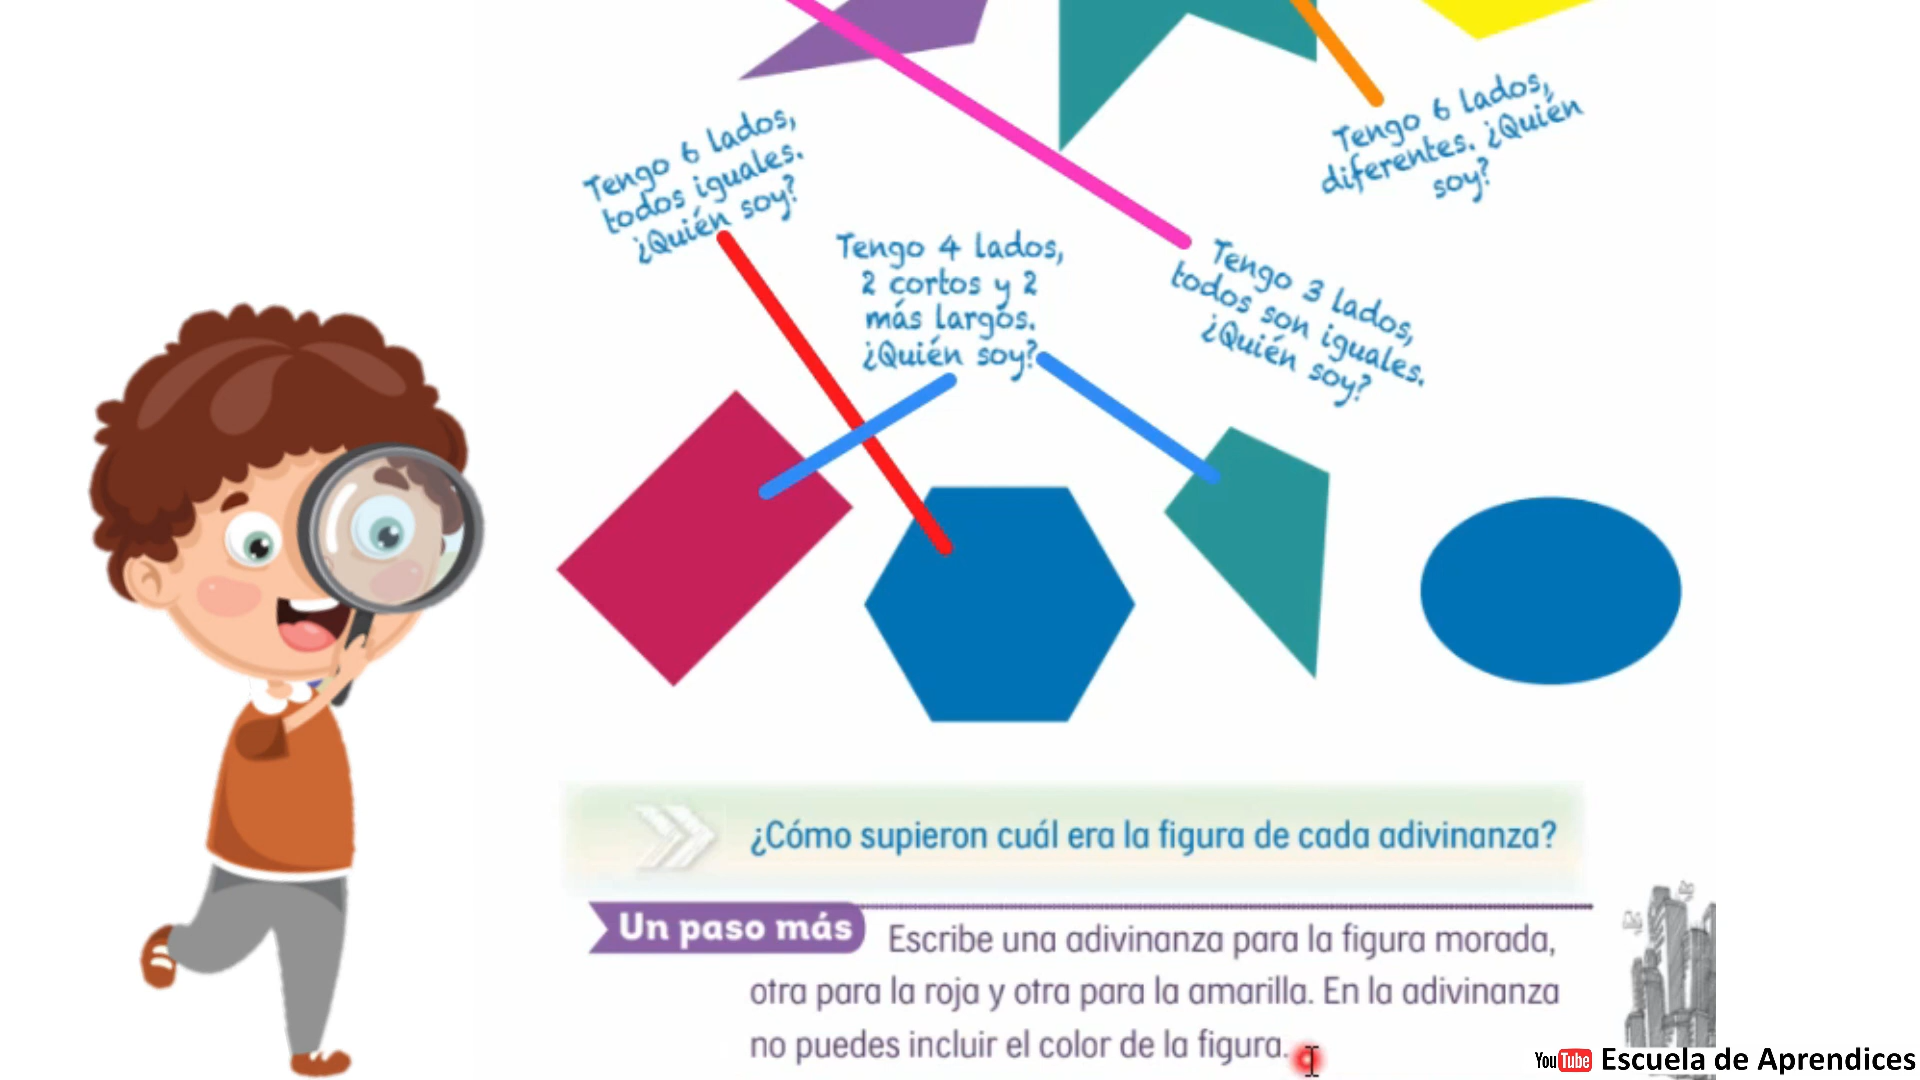 Tengo 6 lados,
diferentes. ¿Quién
soy?
Tengo 6 lados,
todos iguales.
¿Quién soy?
Tengo 4 lados,
2 cortos y 2
más largos.
¿Quién soy?
Tengo 3 lados,
todos son iguales.
¿Quién soy?
¿Cómo supieron cuál era la figura de cada adivinanza?
Un paso más Escribe una adivinanza para la figura morada,
otra para la roja y otra para la amarilla. En la adivinanza
no puedes incluir el color de la figura.
YouTube Escuela de Aprendices